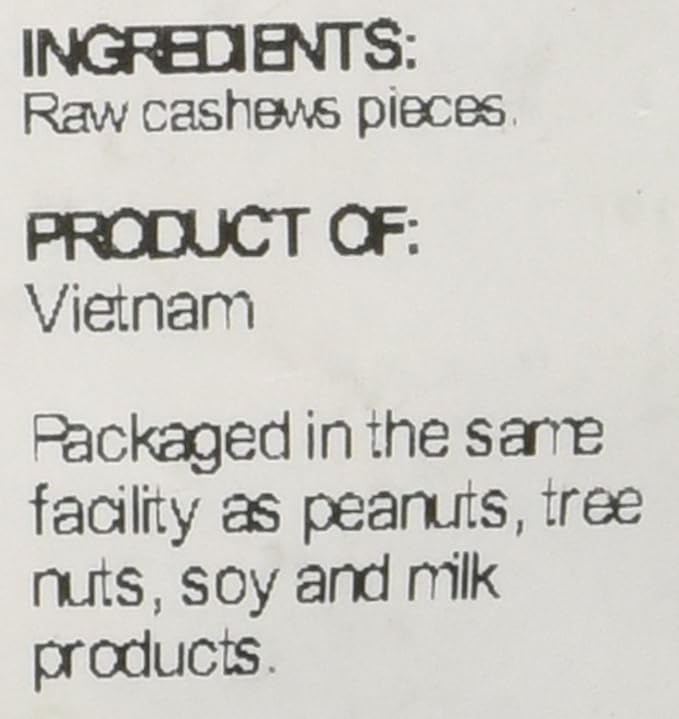 INGREDIENTS:
Raw cashews pieces.
PRODUCT OF:
Vietnam
Packaged in the same
facility as peanuts, tree
nuts, soy and milk
products.